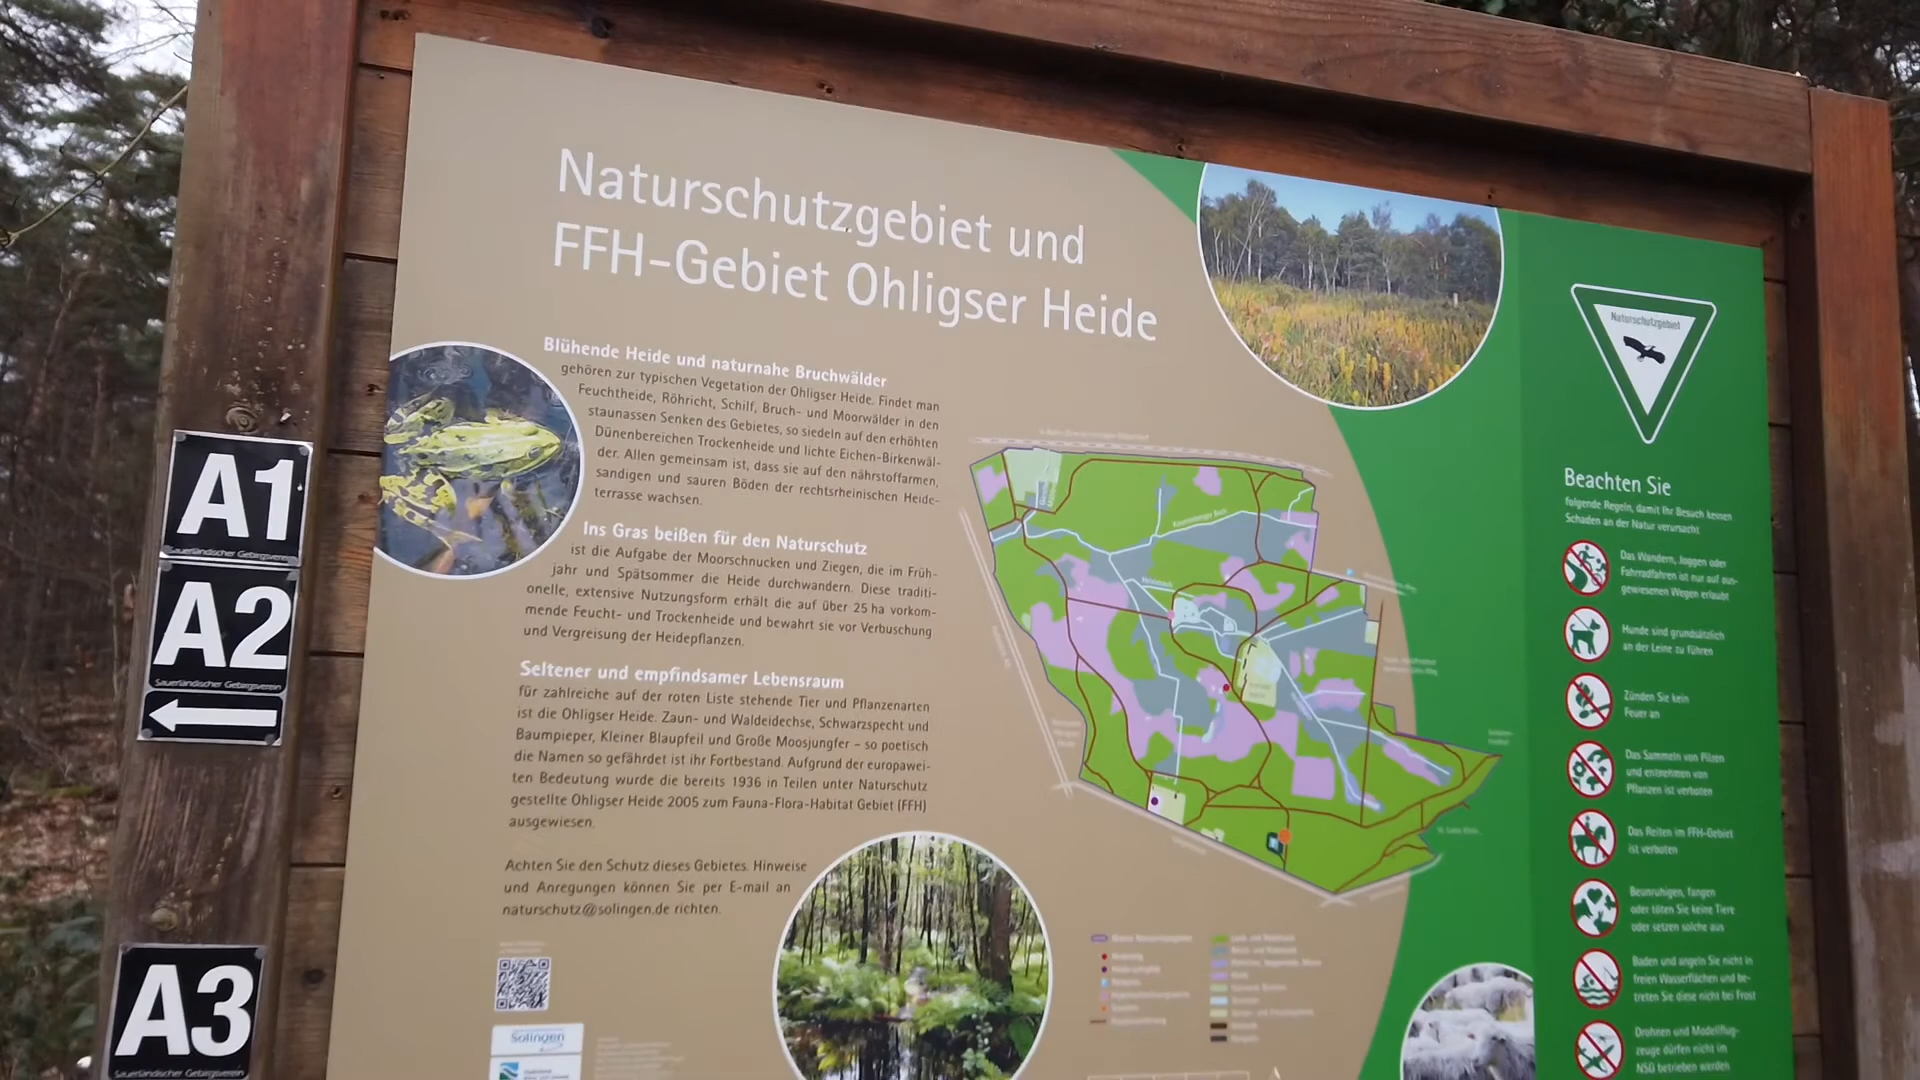 Naturschutzgebiet und
FFH-Gebiet Ohligser Heide
Blühende Heide und naturnahe Bruchwälder
gehören zur typischen Vegetation der Ohligser Heide. Findet man
Feuchtheide, Röhricht, Schilf, Bruch- und Moorwälder in den
staunassen Senken des Gebietes, so siedeln auf den erhöhten
Dünenbereichen Trockenheide und lichte Eichen-Birkenwäl-
der. Allen gemeinsam ist, dass sie auf den nährstoffarmen,
sandigen und sauren Böden der rechtsrheinischen Heide-
terrasse wachsen.
Ins Gras beißen für den Naturschutz
ist die Aufgabe der Moorschnucken und Ziegen, die im Früh-
jahr und Spätsommer die Heide durchwandern. Diese traditi-
onelle, extensive Nutzungsform erhält die auf über 25 ha vorkom-
mende Feucht- und Trockenheide und bewahrt sie vor Verbuschung
und Vergreisung der Heidepflanzen.
Seltener und empfindsamer Lebensraum
für zahlreiche auf der roten Liste stehende Tier und Pflanzenarten
ist die Ohligser Heide. Zaun- und Waldeidechse, Schwarzspecht und
Baumpieper, Kleiner Blaupfeil und Große Moosjungfer – so poetisch
die Namen so gefährdet ist ihr Fortbestand. Aufgrund der europawei-
ten Bedeutung wurde die bereits 1936 in Teilen unter Naturschutz
gestellte Ohligser Heide 2005 zum Fauna-Flora-Habitat Gebiet (FFH)
ausgewiesen.
Achten Sie den Schutz dieses Gebietes. Hinweise
und Anregungen können Sie per E-mail an
naturschutz@solingen.de richten.
Solingen
A1
Sauerländischer Gebirgsverein
A2
Sauerländischer Gebirgsverein
A3
Sauerländischer Gebirgsverein
Naturschutzgebiet
Beachten Sie
folgende Regeln, damit Ihr Besuch keinen
Schaden an der Natur verursacht
Das Wandern, Joggen oder
Fahrradfahren ist nur auf aus-
gewiesenen Wegen erlaubt
Hunde sind grundsätzlich
an der Leine zu führen
Zünden Sie kein
Feuer an
Das Sammeln von Pilzen
und entnehmen von
Pflanzen ist verboten
Das Reiten im FFH-Gebiet
ist verboten
Beunruhigen, fangen
oder töten Sie keine Tiere
oder setzen solche aus
Baden und angeln Sie nicht in
freien Wasserflächen und be-
treten Sie diese nicht bei Frost
Drohnen und Modellflug-
zeuge dürfen nicht im
NSG betrieben werden